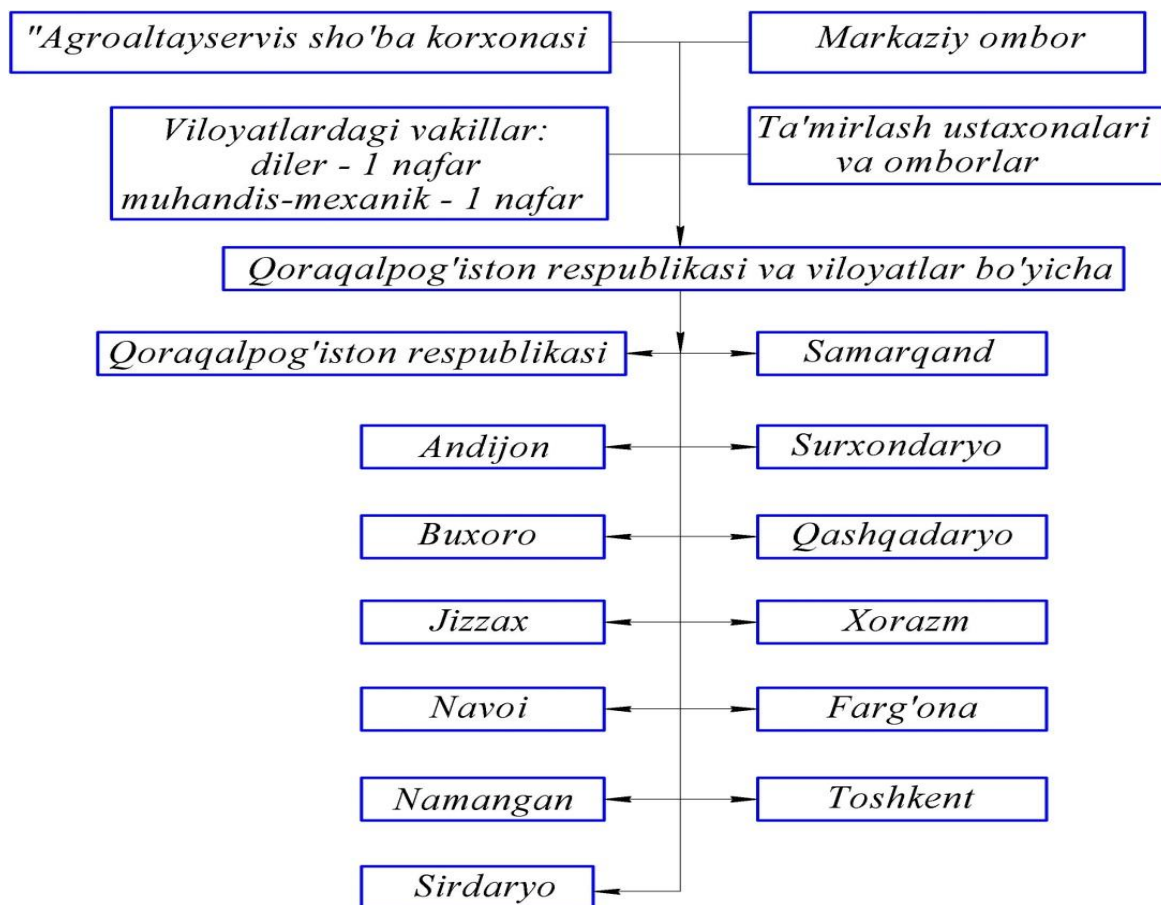 "Agroaltayservis sho'ba korxonasi
Markaziy ombor
Viloyatlardagi vakillar:
diler - 1 nafar
muhandis-mexanik - 1 nafar
Ta'mirlash ustaxonalari
va omborlar
Qoraqalpog'iston respublikasi va viloyatlar bo'yicha
Qoraqalpog'iston respublikasi
Samarqand
Andijon
Surxondaryo
Buxoro
Qashqadaryo
Jizzax
Xorazm
Navoi
Farg'ona
Namangan
Toshkent
Sirdaryo